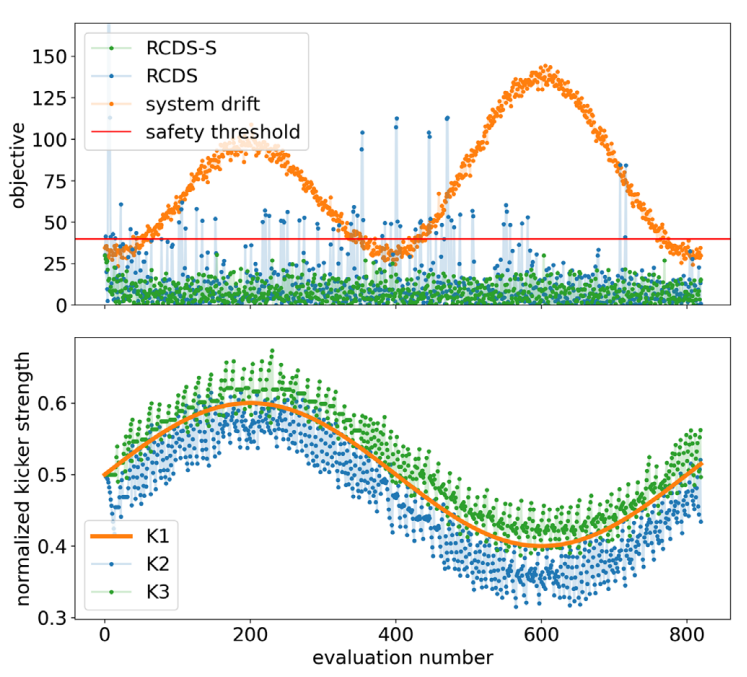 150
125
100
75
50
25
0
objective
RCDS-S
RCDS
system drift
safety threshold
0.6
0.5
0.4
0.3
normalized kicker strength
K1
K2
K3
0 200 400 600 800
evaluation number